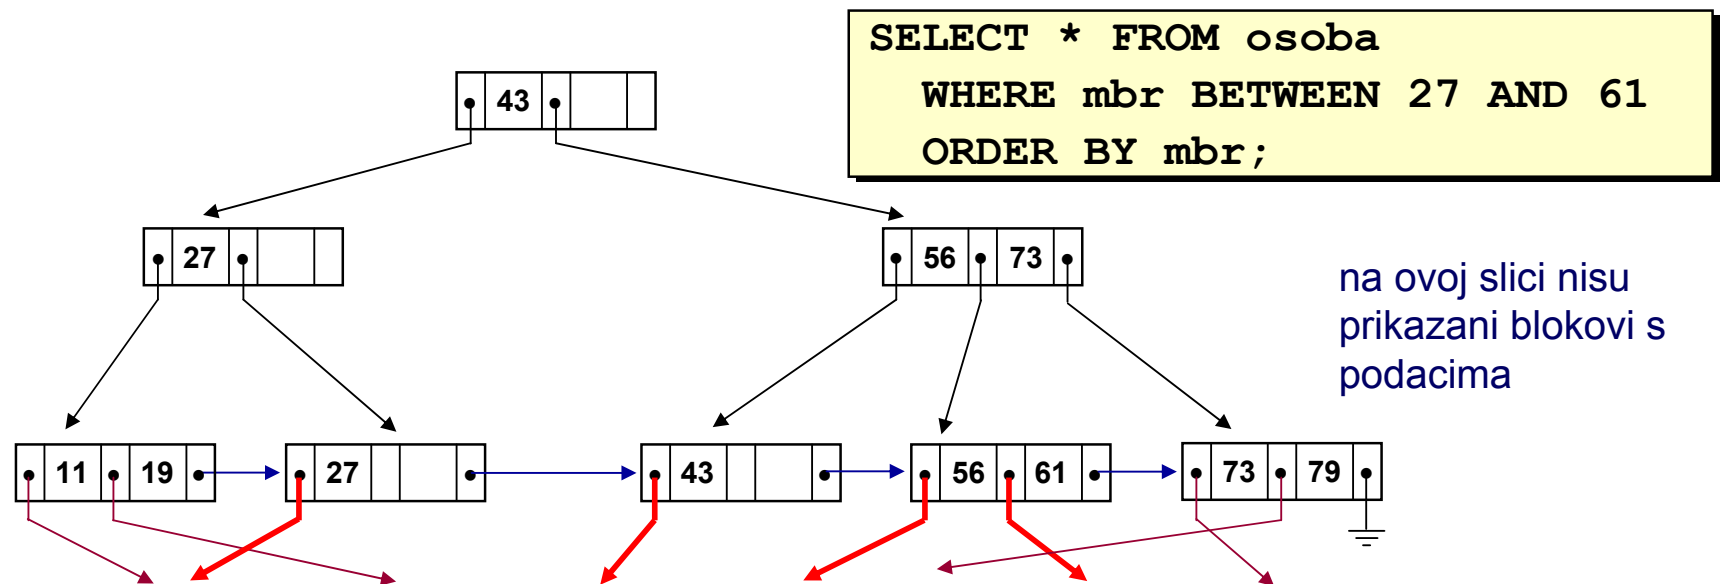 SELECT * FROM osoba
WHERE mbr BETWEEN 27 AND 61
ORDER BY mbr;
43
27
56 73
na ovoj slici nisu
prikazani blokovi s
podacima
11 19 27 43 56 61 73 79